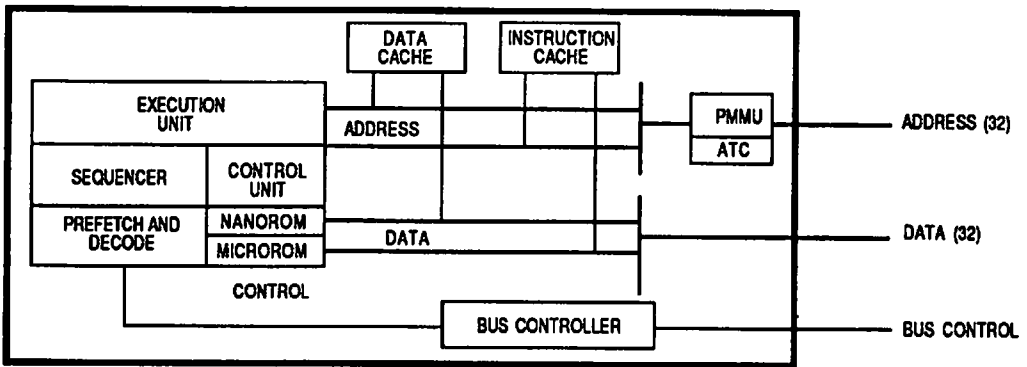 DATA
CACHE
INSTRUCTION
CACHE
EXECUTION
UNIT
ADDRESS
PMMU
ATC
ADDRESS (32)
SEQUENCER
CONTROL
UNIT
PREFETCH AND
DECODE
NANOROM
MICROROM
DATA
DATA (32)
CONTROL
BUS CONTROLLER
BUS CONTROL